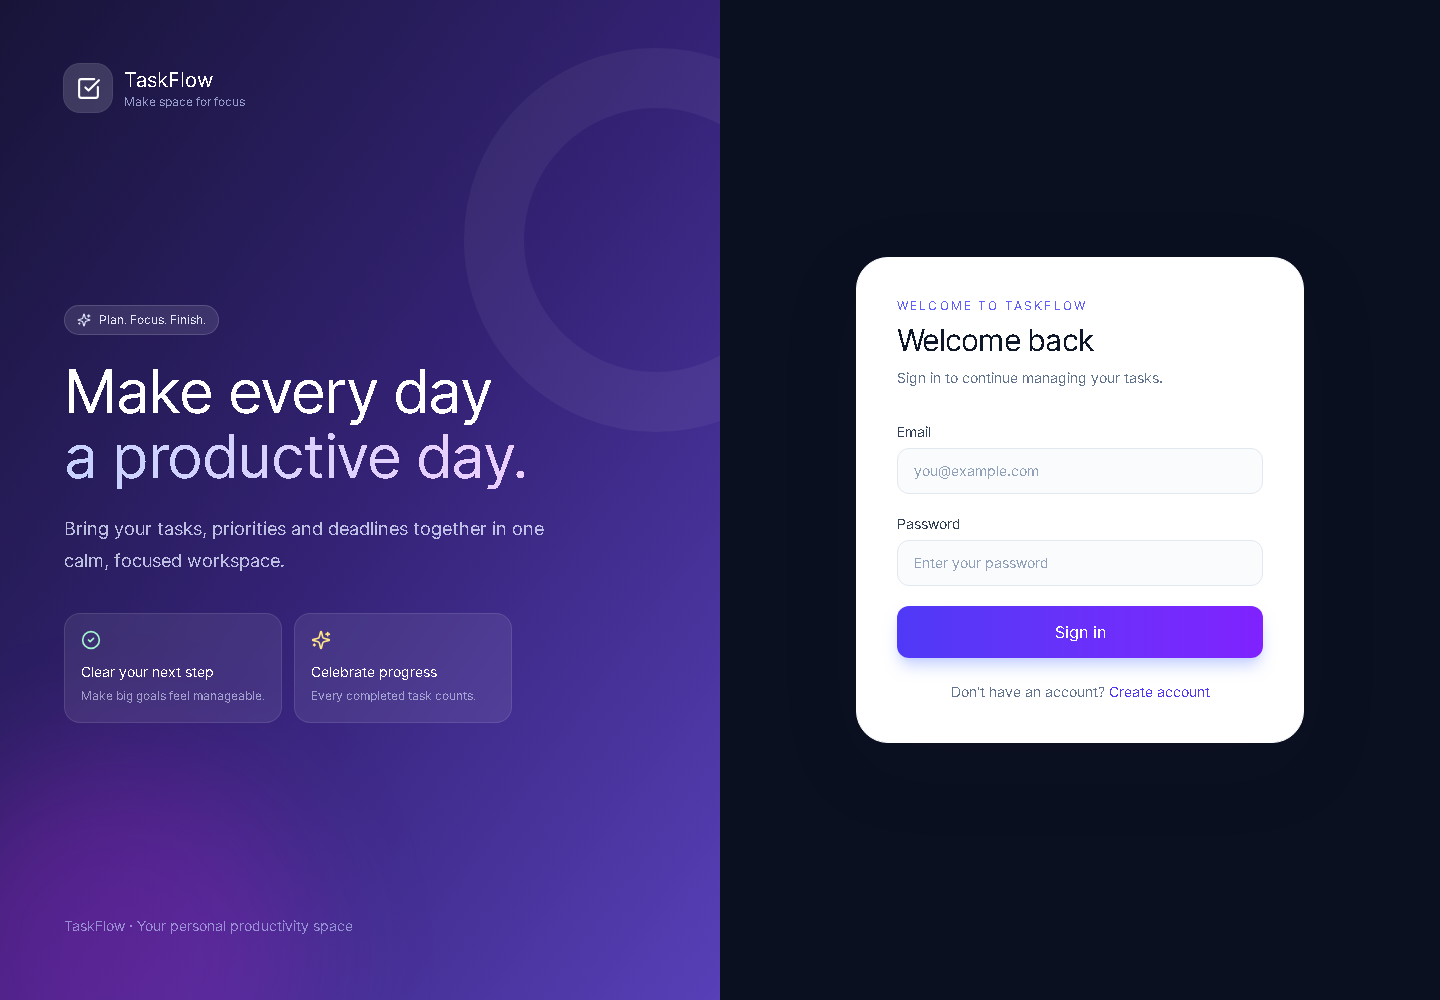 TaskFlow
Make space for focus
Plan. Focus. Finish.
Make every day
a productive day.
Bring your tasks, priorities and deadlines together in one
calm, focused workspace.
Clear your next step
Make big goals feel manageable.
Celebrate progress
Every completed task counts.
TaskFlow · Your personal productivity space
WELCOME TO TASKFLOW
Welcome back
Sign in to continue managing your tasks.
Email
you@example.com
Password
Enter your password
Sign in
Don't have an account? Create account